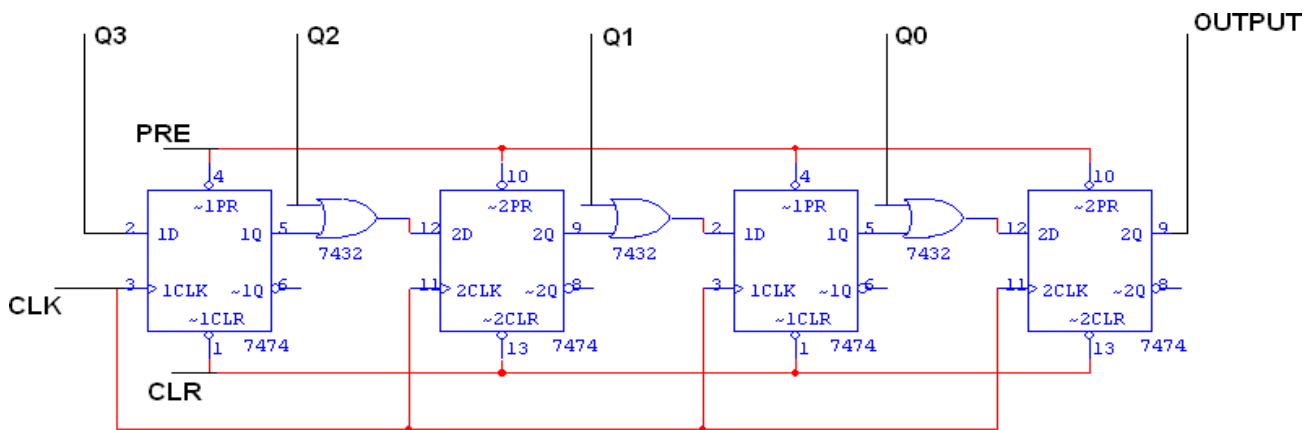 Q3 Q2 Q1 Q0 OUTPUT
PRE
4 10 4 10
~1PR ~2PR ~1PR ~2PR
2 1D 1Q 5 12 2D 2Q 9 2 1D 1Q 5 12 2D 2Q 9
7432 7432 7432
3 1CLK ~1Q 6 11 2CLK ~2Q 8 3 1CLK ~1Q 6 11 2CLK ~2Q 8
CLK
~1CLR ~2CLR ~1CLR ~2CLR
1 7474 13 7474 1 7474 13 7474
CLR